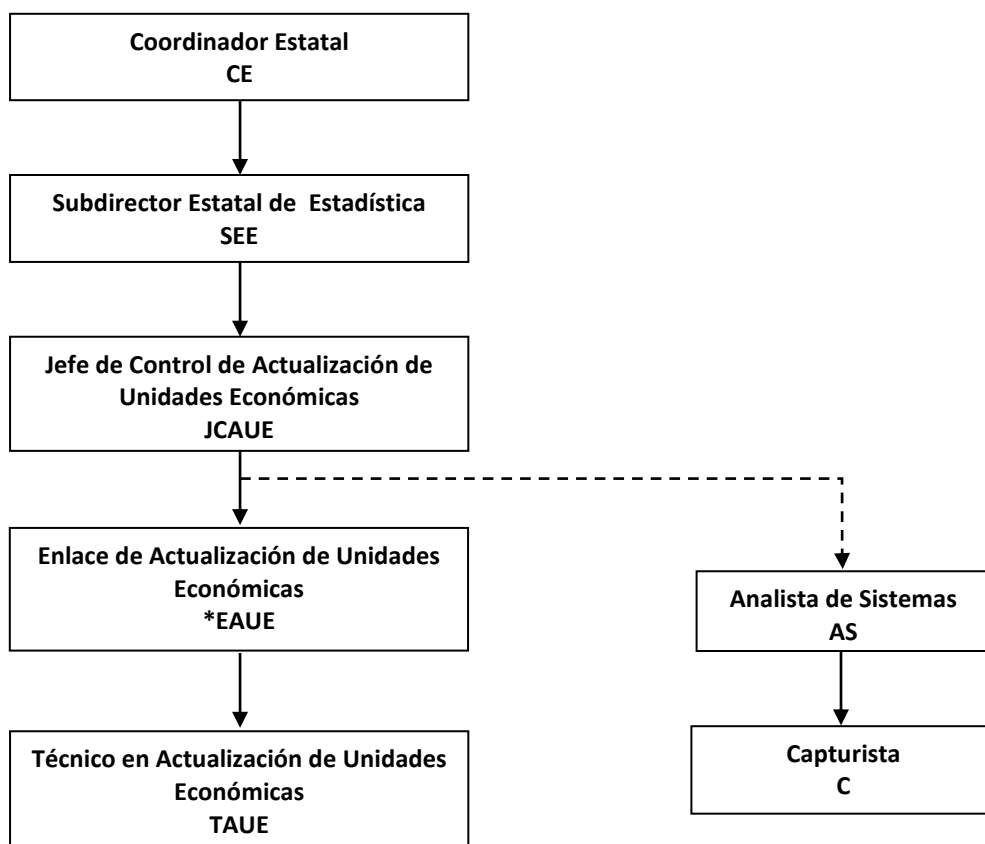 Coordinador Estatal
CE
Subdirector Estatal de Estadística
SEE
Jefe de Control de Actualización de
Unidades Económicas
JCAUE
Enlace de Actualización de Unidades
Económicas
*EAUE
Analista de Sistemas
AS
Técnico en Actualización de Unidades
Económicas
TAUE
Capturista
C